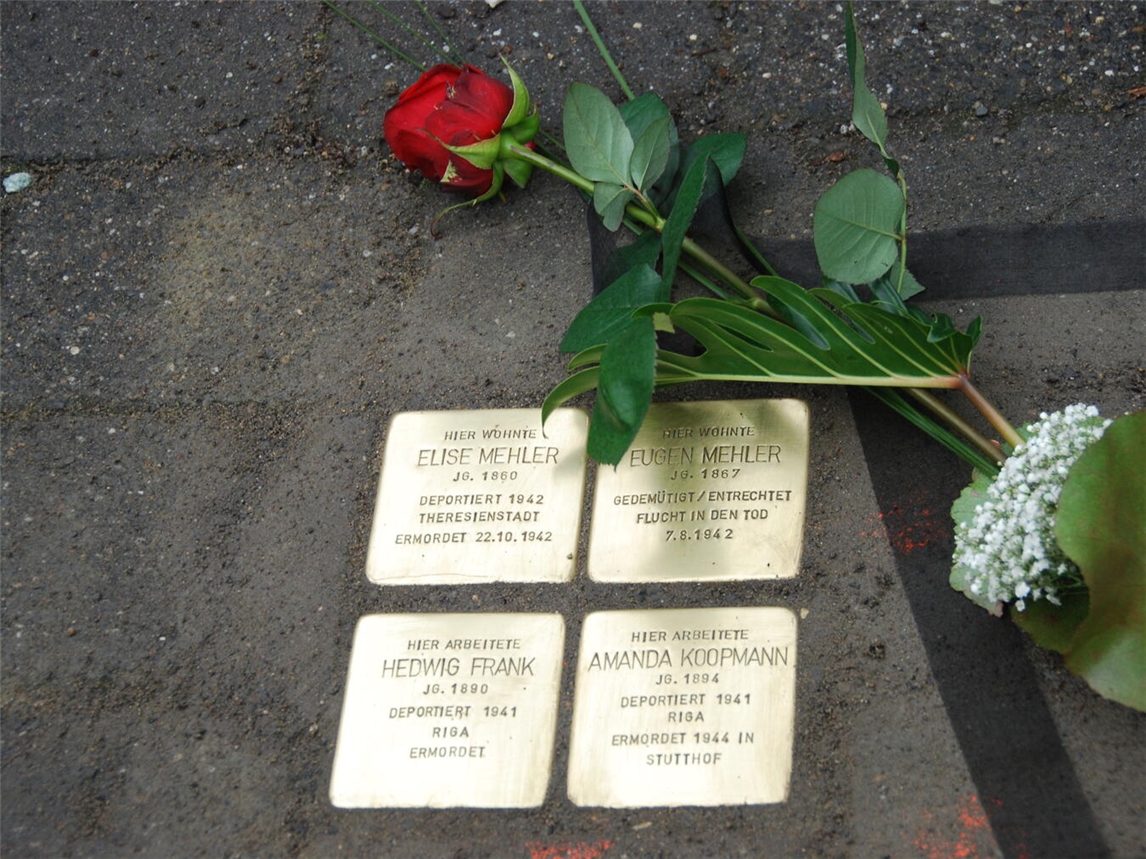 HIER WOHNTE
ELISE MEHLER
JG. 1860
DEPORTIERT 1942
THERESIENSTADT
ERMORDET 22.10.1942
HIER WOHNTE
EUGEN MEHLER
JG. 1867
GEDEMÜTIGT / ENTRECHTET
FLUCHT IN DEN TOD
7.8.1942
HIER ARBEITETE
HEDWIG FRANK
JG. 1890
DEPORTIERT 1941
RIGA
ERMORDET
HIER ARBEITETE
AMANDA KOOPMANN
JG. 1894
DEPORTIERT 1941
RIGA
ERMORDET 1944 IN
STUTTHOF